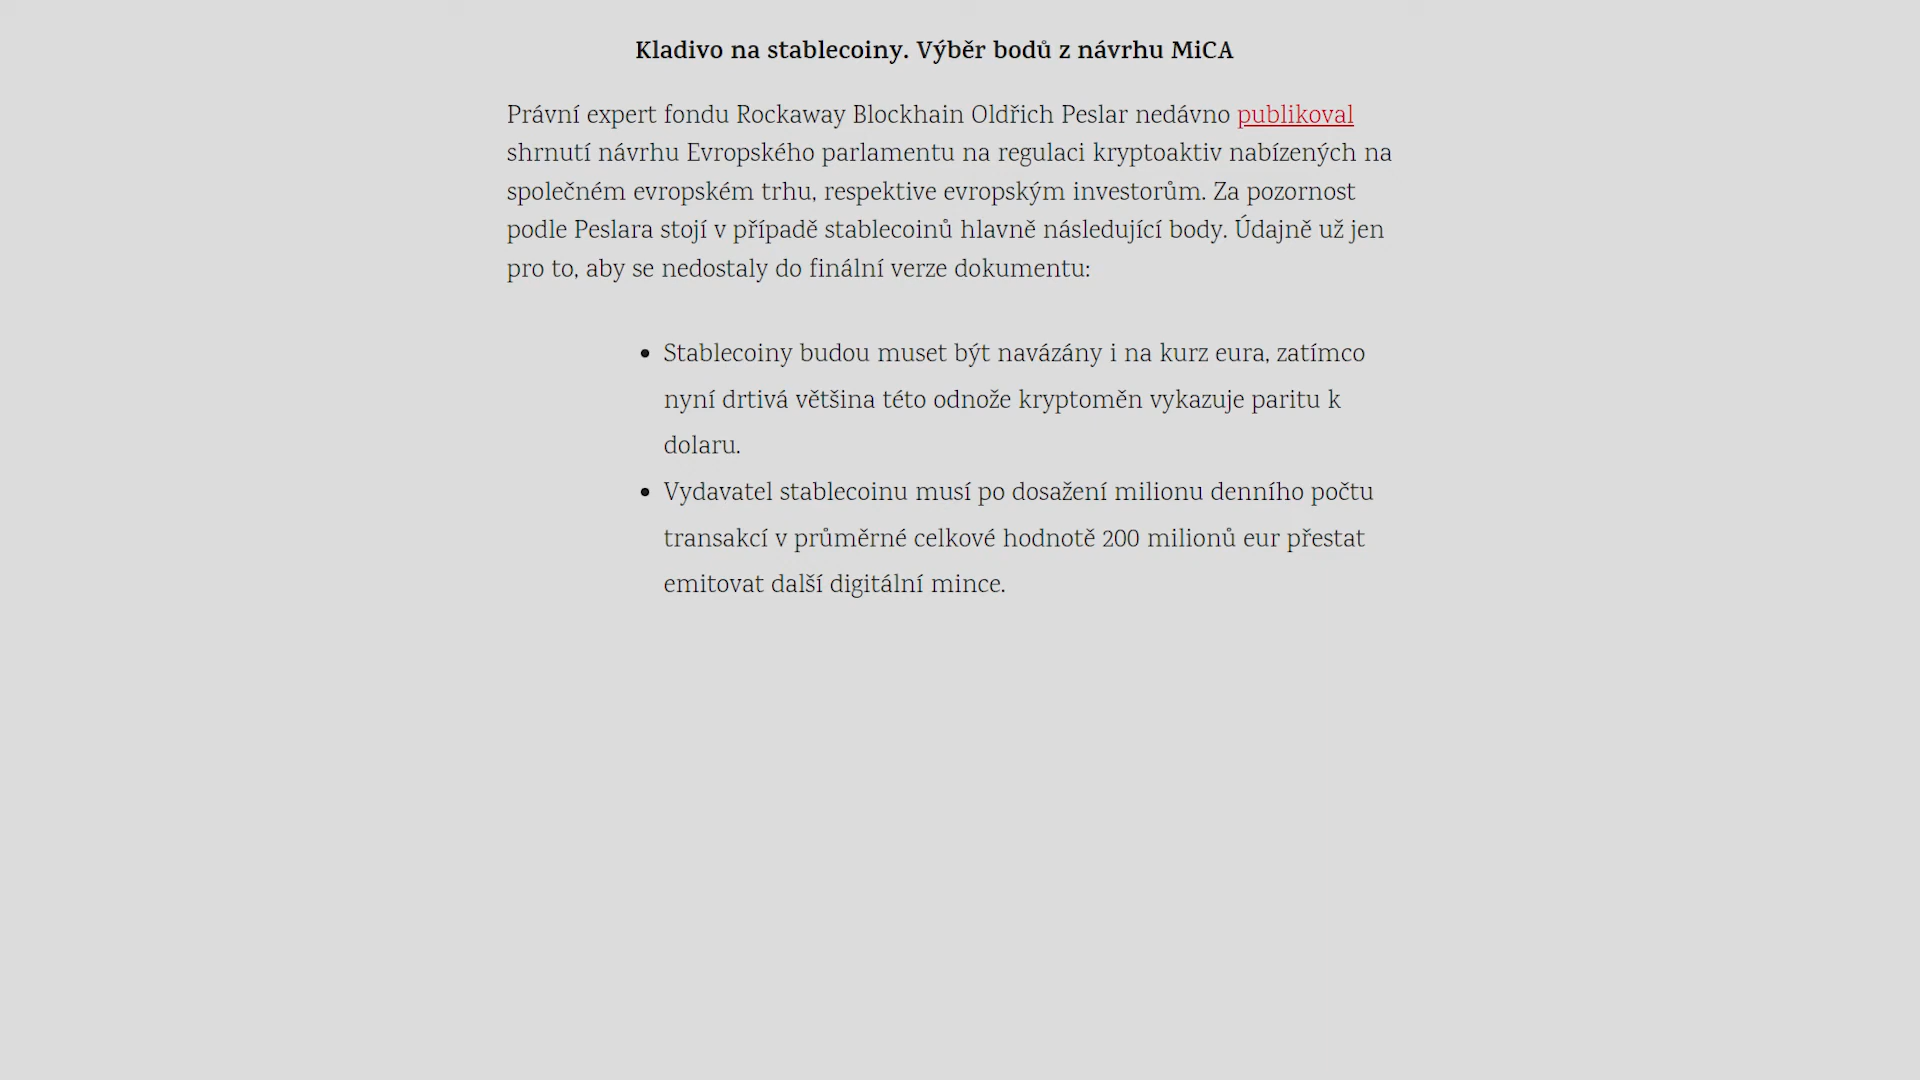 Kladivo na stablecoiny. Výběr bodů z návrhu MiCA
Právní expert fondu Rockaway Blockhain Oldřich Peslar nedávno publikoval
shrnutí návrhu Evropského parlamentu na regulaci kryptoaktiv nabízených na
společném evropském trhu, respektive evropským investorům. Za pozornost
podle Peslara stojí v případě stablecoinů hlavně následující body. Údajně už jen
pro to, aby se nedostaly do finální verze dokumentu:
• Stablecoiny budou muset být navázány i na kurz eura, zatímco
nyní drtivá většina této odnože kryptoměn vykazuje paritu k
dolaru.
• Vydavatel stablecoinu musí po dosažení milionu denního počtu
transakcí v průměrné celkové hodnotě 200 milionů eur přestat
emitovat další digitální mince.